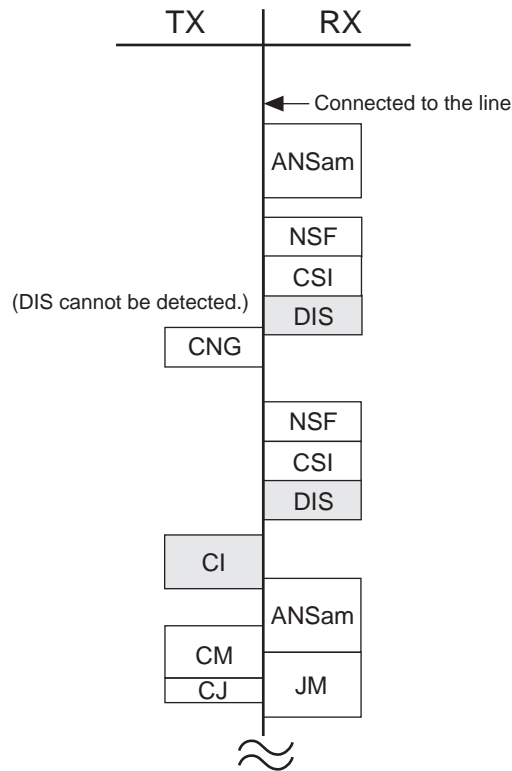 TX RX
Connected to the line
ANSam
NSF
CSI
(DIS cannot be detected.)
DIS
CNG
NSF
CSI
DIS
CI
ANSam
CM
JM
CJ